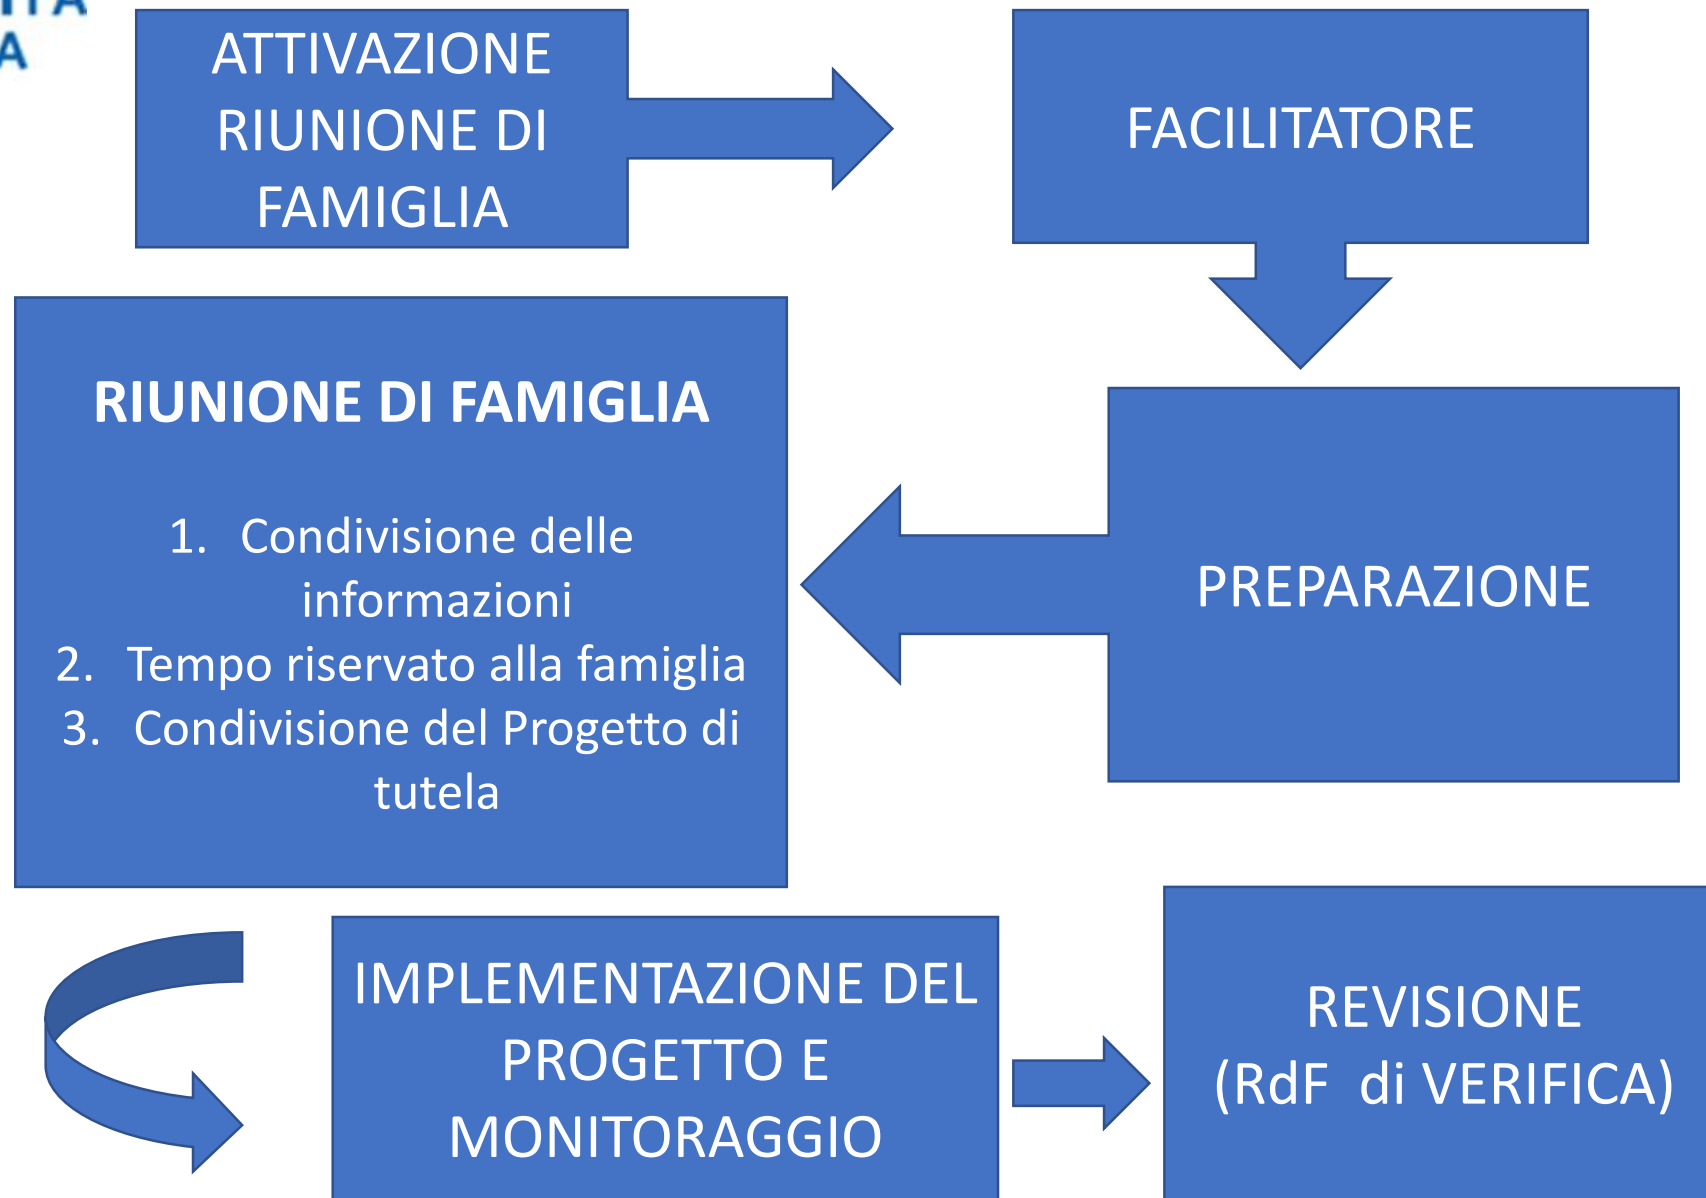 A
ATTIVAZIONE
RIUNIONE DI
FAMIGLIA
FACILITATORE
RIUNIONE DI FAMIGLIA
1. Condivisione delle
informazioni
2. Tempo riservato alla famiglia
3. Condivisione del Progetto di
tutela
PREPARAZIONE
IMPLEMENTAZIONE DEL
PROGETTO E
MONITORAGGIO
REVISIONE
(RdF di VERIFICA)